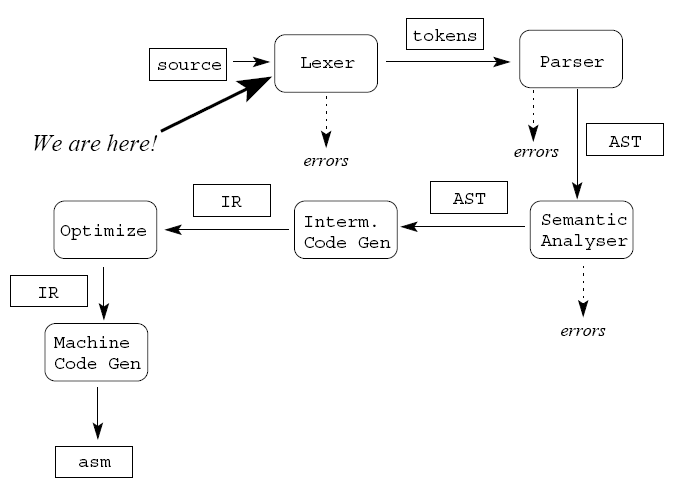 source
Lexer
tokens
Parser
We are here!
errors
errors
AST
Optimize
IR
Interm.
Code Gen
AST
Semantic
Analyser
IR
errors
Machine
Code Gen
asm